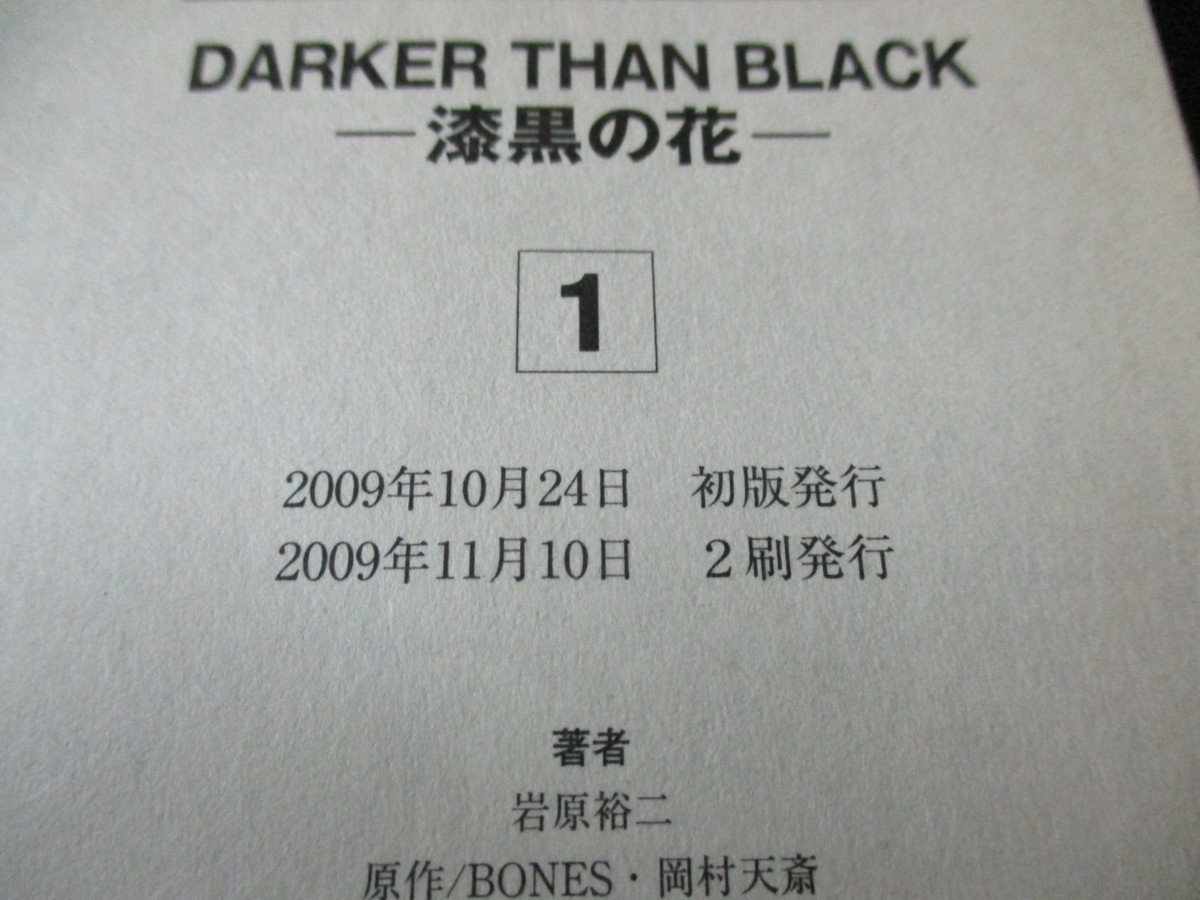 DARKER THAN BLACK
―漆黒の花―
1
2009年10月24日 初版発行
2009年11月10日 2刷発行
著者
岩原裕二
原作/BONES・岡村天斎